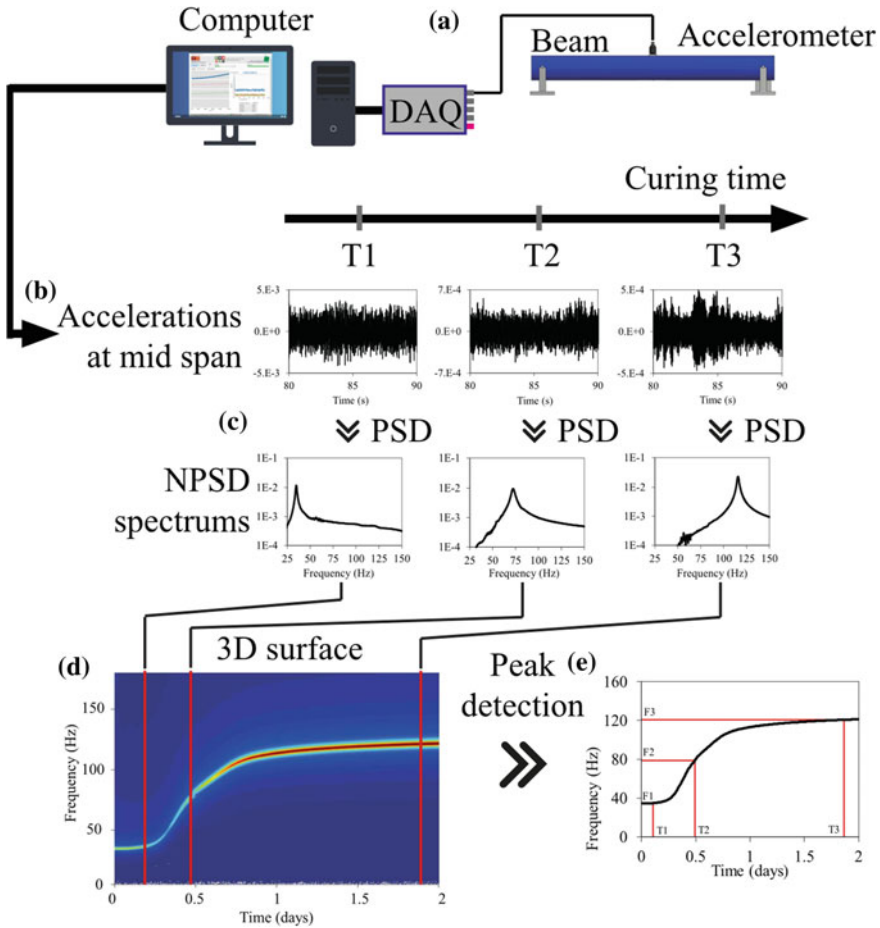 Computer
(a)
Beam
Accelerometer
DAQ
Curing time
T1
T2
T3
(b)
Accelerations
at mid span
5.E-3
0.E+0
-5.E-3
80
85
90
Time (s)
7.E-4
0.E+0
-7.E-4
80
85
90
Time (s)
5.E-4
0.E+0
-5.E-4
80
85
90
Time (s)
(c)
PSD
PSD
PSD
NPSD
spectrums
1E-1
1E-2
1E-3
1E-4
25 50 75 100 125 150
Frequency (Hz)
1E-1
1E-2
1E-3
1E-4
25 50 75 100 125 150
Frequency (Hz)
1E-1
1E-2
1E-3
1E-4
25 50 75 100 125 150
Frequency (Hz)
(d)
3D surface
Frequency (Hz)
150
100
50
0
0 0.5 1 1.5 2
Time (days)
Peak
detection
(e)
Frequency (Hz)
160
120
80
40
0
F3
F2
F1
T1
T2
T3
0 0.5 1 1.5 2
Time (days)